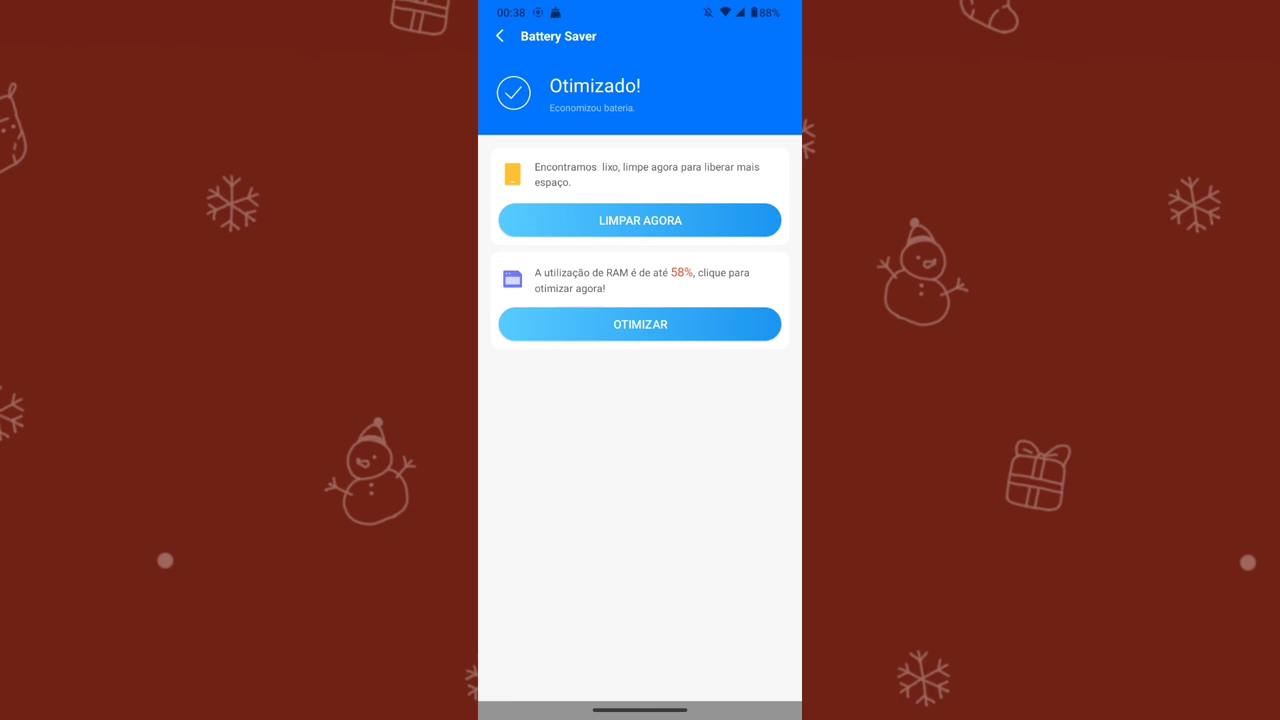 00:38
88%
Battery Saver
Otimizado!
Economizou bateria.
Encontramos lixo, limpe agora para liberar mais
espaço.
LIMPAR AGORA
A utilização de RAM é de até 58%, clique para
otimizar agora!
OTIMIZAR